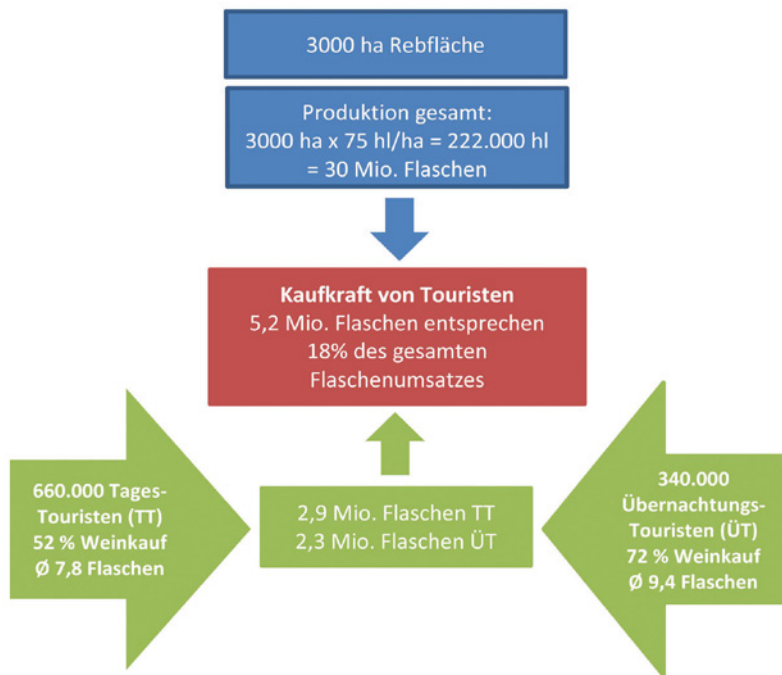 3000 ha Rebfläche
Produktion gesamt:
3000 ha x 75 hl/ha = 222.000 hl
= 30 Mio. Flaschen
Kaufkraft von Touristen
5,2 Mio. Flaschen entsprechen
18% des gesamten
Flaschenumsatzes
660.000 Tages-
Touristen (TT)
52 % Weinkauf
Ø 7,8 Flaschen
2,9 Mio. Flaschen TT
2,3 Mio. Flaschen ÜT
340.000
Übernachtungs-
Touristen (ÜT)
72 % Weinkauf
Ø 9,4 Flaschen